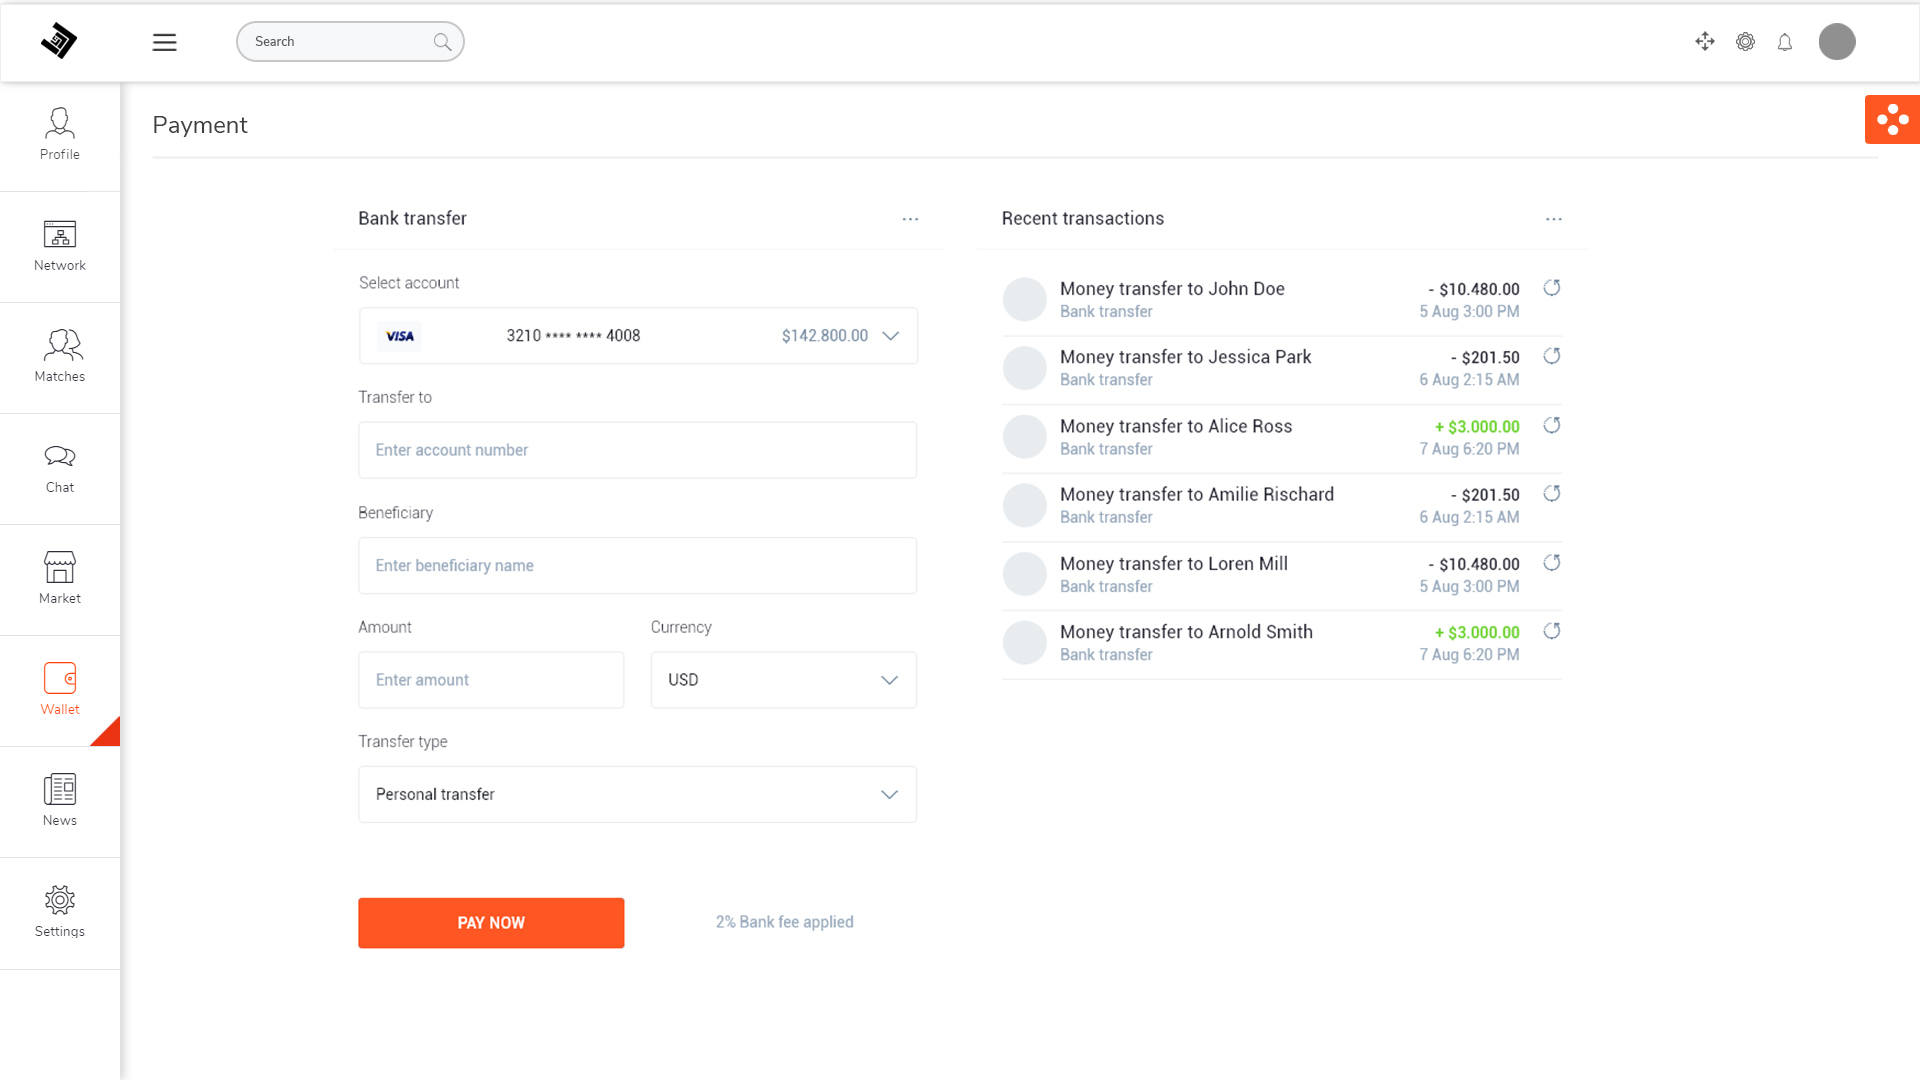 Search
Profile
Network
Matches
Chat
Market
Wallet
News
Settings
Payment
Bank transfer
...
Select account
VISA 3210 **** **** 4008 $142.800.00
Transfer to
Enter account number
Beneficiary
Enter beneficiary name
Amount Currency
Enter amount USD
Transfer type
Personal transfer
PAY NOW 2% Bank fee applied
Recent transactions
...
Money transfer to John Doe - $10.480.00
Bank transfer 5 Aug 3:00 PM
Money transfer to Jessica Park - $201.50
Bank transfer 6 Aug 2:15 AM
Money transfer to Alice Ross + $3.000.00
Bank transfer 7 Aug 6:20 PM
Money transfer to Amilie Rischard - $201.50
Bank transfer 6 Aug 2:15 AM
Money transfer to Loren Mill - $10.480.00
Bank transfer 5 Aug 3:00 PM
Money transfer to Arnold Smith + $3.000.00
Bank transfer 7 Aug 6:20 PM